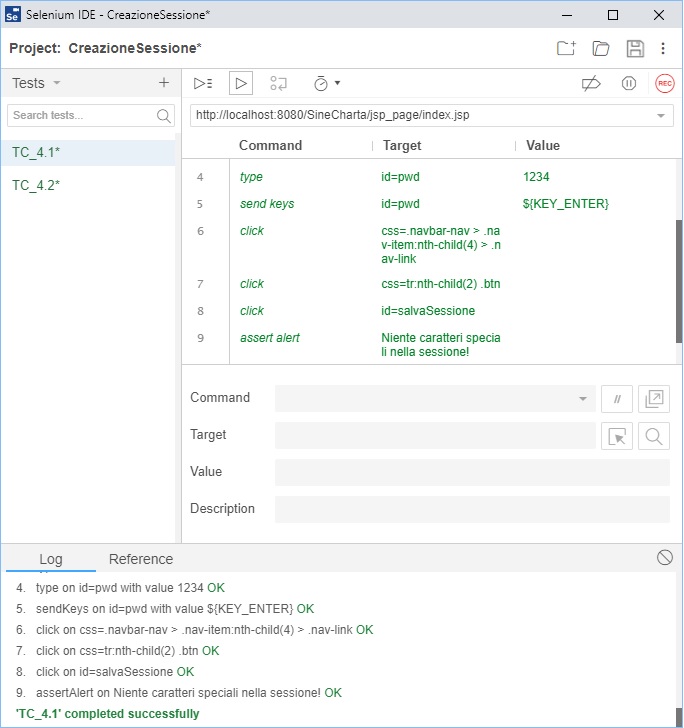 Se Selenium IDE - CreazioneSessione*
Project: CreazioneSessione*
Tests
REC
Search tests...
http://localhost:8080/SineCharta/jsp_page/index.jsp
Command Target Value
TC_4.1*
TC_4.2*
4 type id=pwd 1234
5 send keys id=pwd ${KEY_ENTER}
6 click css=.navbar-nav > .na
v-item:nth-child(4) > .n
av-link
7 click css=tr:nth-child(2) .btn
8 click id=salvaSessione
9 assert alert Niente caratteri specia
li nella sessione!
Command //
Target
Value
Description
Log Reference
4. type on id=pwd with value 1234 OK
5. sendKeys on id=pwd with value ${KEY_ENTER} OK
6. click on css=.navbar-nav > .nav-item:nth-child(4) > .nav-link OK
7. click on css=tr:nth-child(2) .btn OK
8. click on id=salvaSessione OK
9. assertAlert on Niente caratteri speciali nella sessione! OK
'TC_4.1' completed successfully